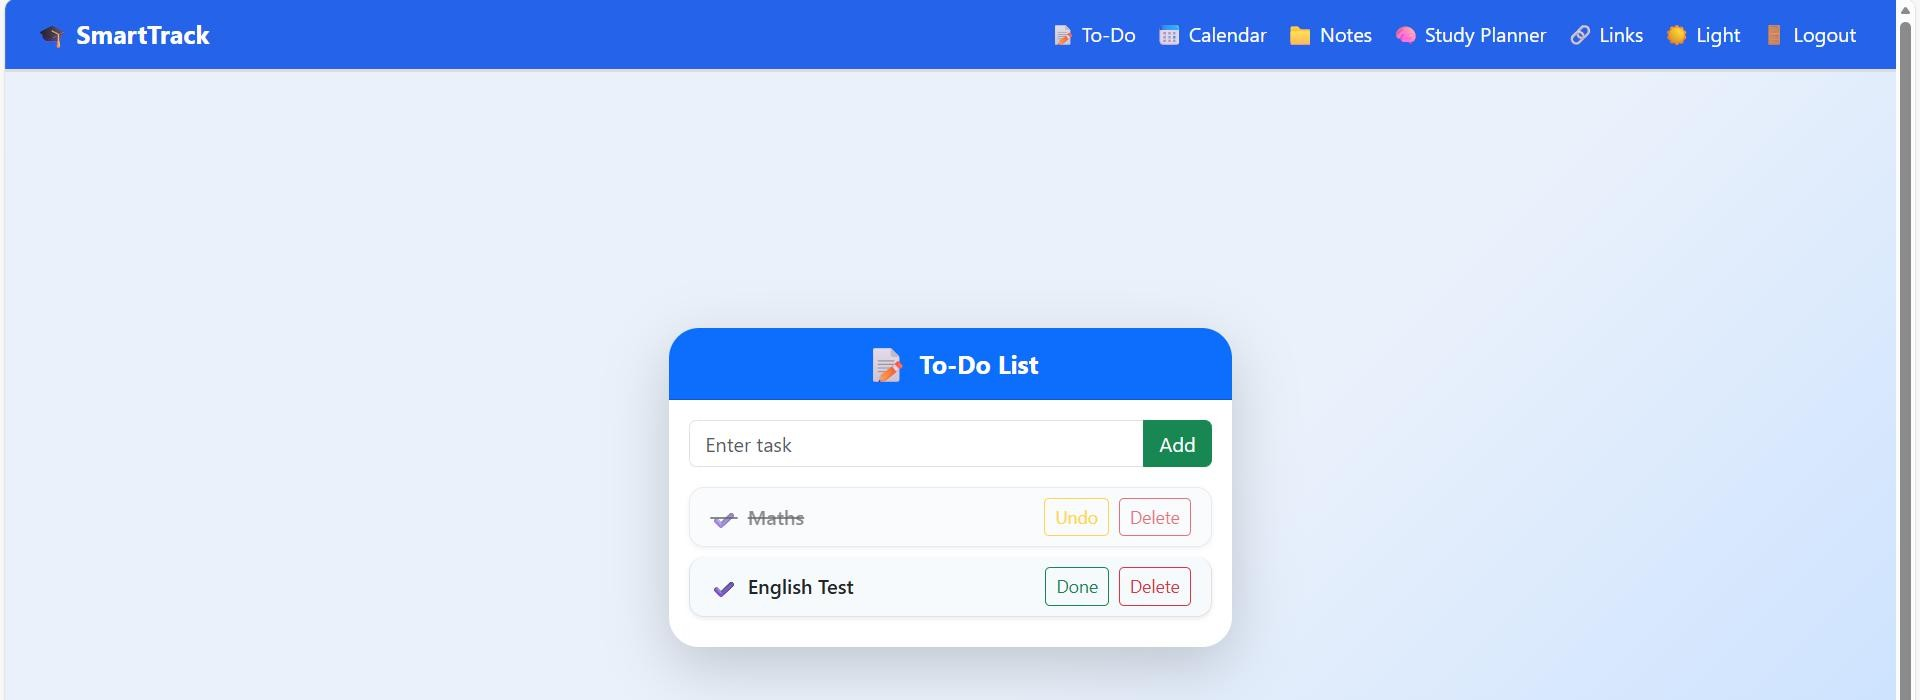 SmartTrack To-Do Calendar Notes Study Planner Links Light Logout
To-Do List
Enter task Add
Maths Undo Delete
English Test Done Delete